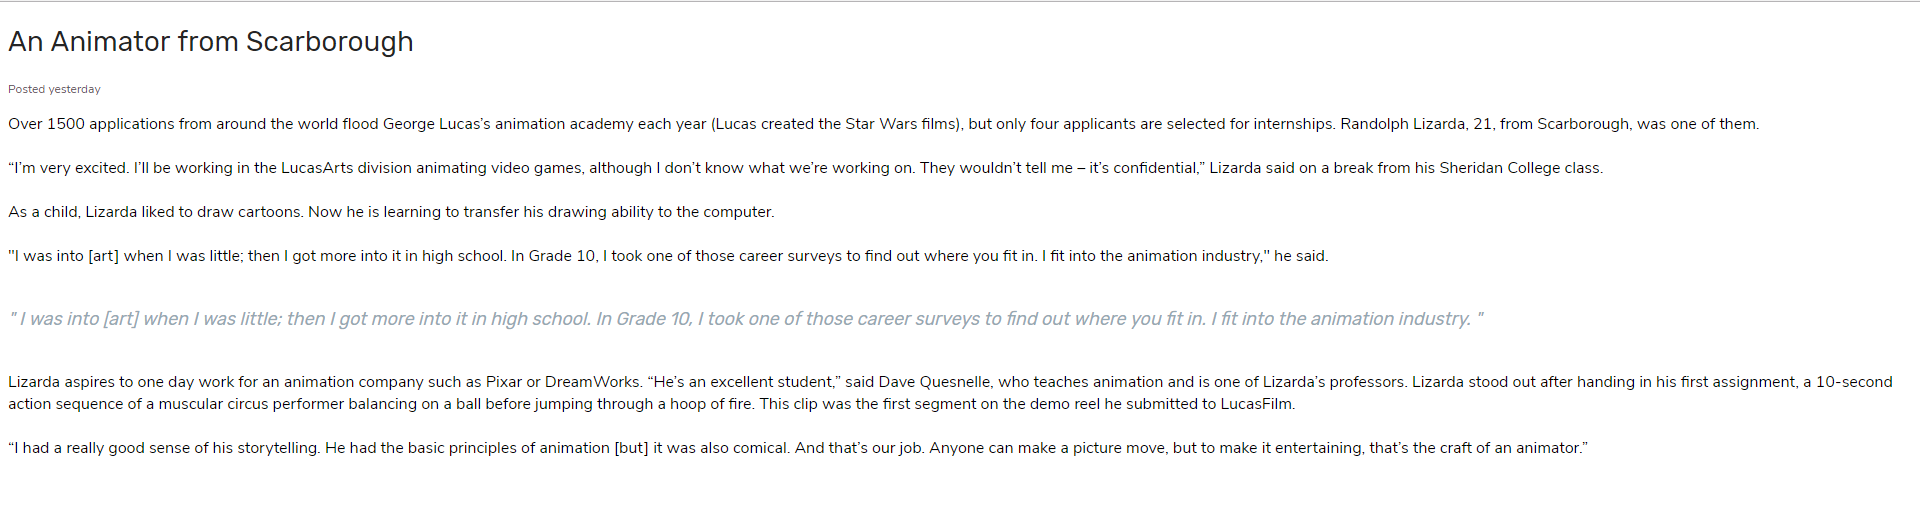 An Animator from Scarborough
Posted yesterday
Over 1500 applications from around the world flood George Lucas’s animation academy each year (Lucas created the Star Wars films), but only four applicants are selected for internships. Randolph Lizarda, 21, from Scarborough, was one of them.
“I’m very excited. I’ll be working in the LucasArts division animating video games, although I don’t know what we’re working on. They wouldn’t tell me – it’s confidential,” Lizarda said on a break from his Sheridan College class.
As a child, Lizarda liked to draw cartoons. Now he is learning to transfer his drawing ability to the computer.
"I was into [art] when I was little; then I got more into it in high school. In Grade 10, I took one of those career surveys to find out where you fit in. I fit into the animation industry," he said.
" I was into [art] when I was little; then I got more into it in high school. In Grade 10, I took one of those career surveys to find out where you fit in. I fit into the animation industry. "
Lizarda aspires to one day work for an animation company such as Pixar or DreamWorks. “He’s an excellent student,” said Dave Quesnelle, who teaches animation and is one of Lizarda’s professors. Lizarda stood out after handing in his first assignment, a 10-second
action sequence of a muscular circus performer balancing on a ball before jumping through a hoop of fire. This clip was the first segment on the demo reel he submitted to LucasFilm.
“I had a really good sense of his storytelling. He had the basic principles of animation [but] it was also comical. And that’s our job. Anyone can make a picture move, but to make it entertaining, that’s the craft of an animator.”